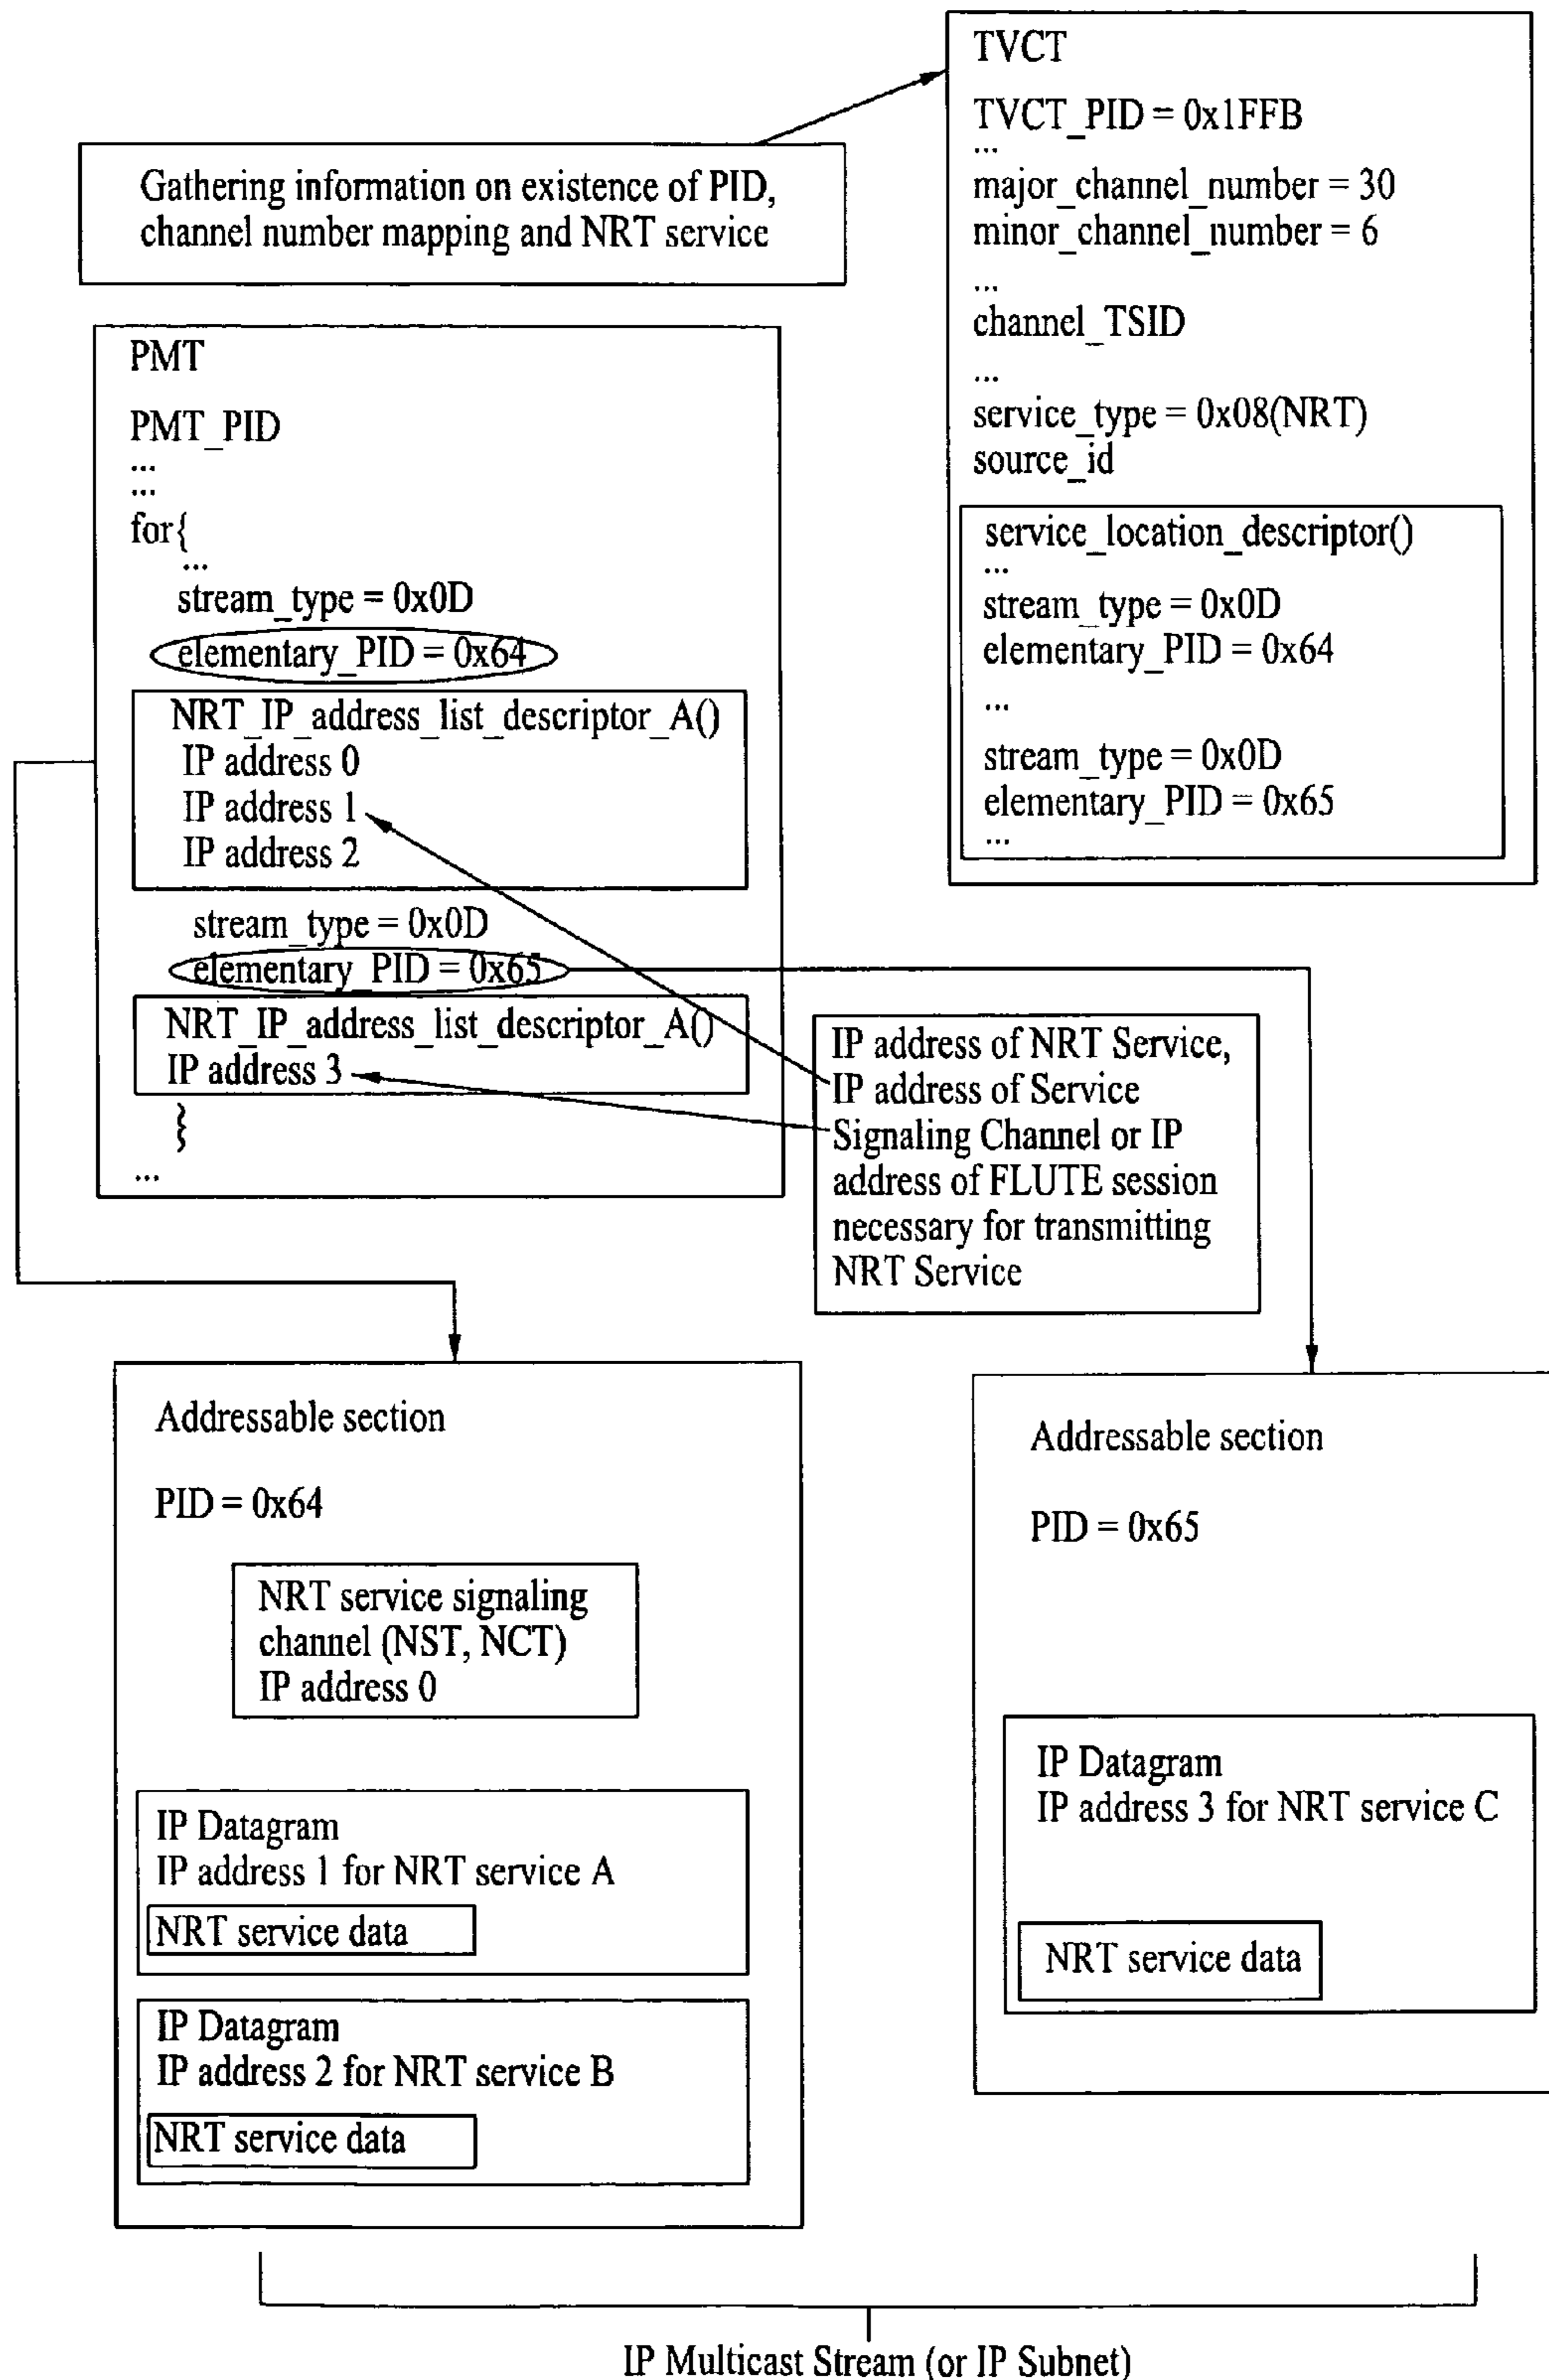 TVCT
TVCT_PID = 0x1FFB
...
major_channel_number = 30
minor_channel_number = 6
...
channel_TSID
...
service_type = 0x08(NRT)
source_id
service_location_descriptor()
...
stream_type = 0x0D
elementary_PID = 0x64
...
stream_type = 0x0D
elementary_PID = 0x65
...
Gathering information on existence of PID,
channel number mapping and NRT service
PMT
PMT_PID
...
...
for{
...
stream_type = 0x0D
elementary_PID = 0x64
NRT_IP_address_list_descriptor_A()
IP address 0
IP address 1
IP address 2
stream_type = 0x0D
elementary_PID = 0x65
NRT_IP_address_list_descriptor_A()
IP address 3
}
...
IP address of NRT Service,
IP address of Service
Signaling Channel or IP
address of FLUTE session
necessary for transmitting
NRT Service
Addressable section
PID = 0x64
NRT service signaling
channel (NST, NCT)
IP address 0
IP Datagram
IP address 1 for NRT service A
NRT service data
IP Datagram
IP address 2 for NRT service B
NRT service data
Addressable section
PID = 0x65
IP Datagram
IP address 3 for NRT service C
NRT service data
IP Multicast Stream (or IP Subnet)